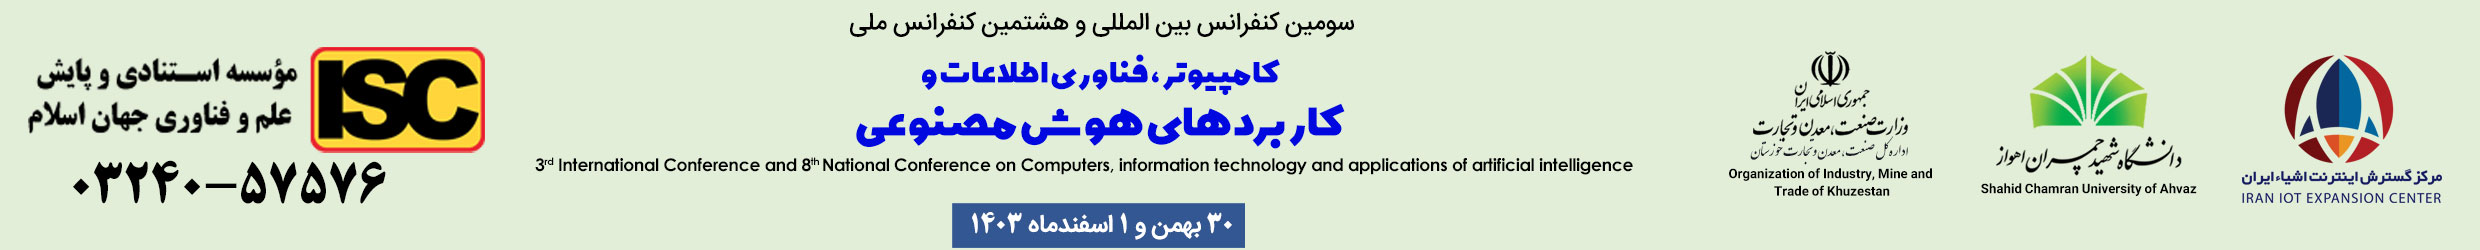 سومین کنفرانس بین المللی و هشتمین کنفرانس ملی
کامپیوتر، فناوری اطلاعات و
کاربردهای هوش مصنوعی
3rd International Conference and 8th National Conference on Computers, information technology and applications of artificial intelligence
۳۰ بهمن و ۱ اسفندماه ۱۴۰۳
مؤسسه استنادی و پایش
علم و فناوری جهان اسلام
ISC
۰۳۲۴۰-۵۷۵۷۶
جمهوری اسلامی ایران
وزارت صنعت، معدن و تجارت
اداره کل صنعت، معدن و تجارت خوزستان
Organization of Industry, Mine and
Trade of Khuzestan
دانشگاه شهید چمران اهواز
Shahid Chamran University of Ahvaz
مرکز گسترش اینترنت اشیاء ایران
IRAN IOT EXPANSION CENTER